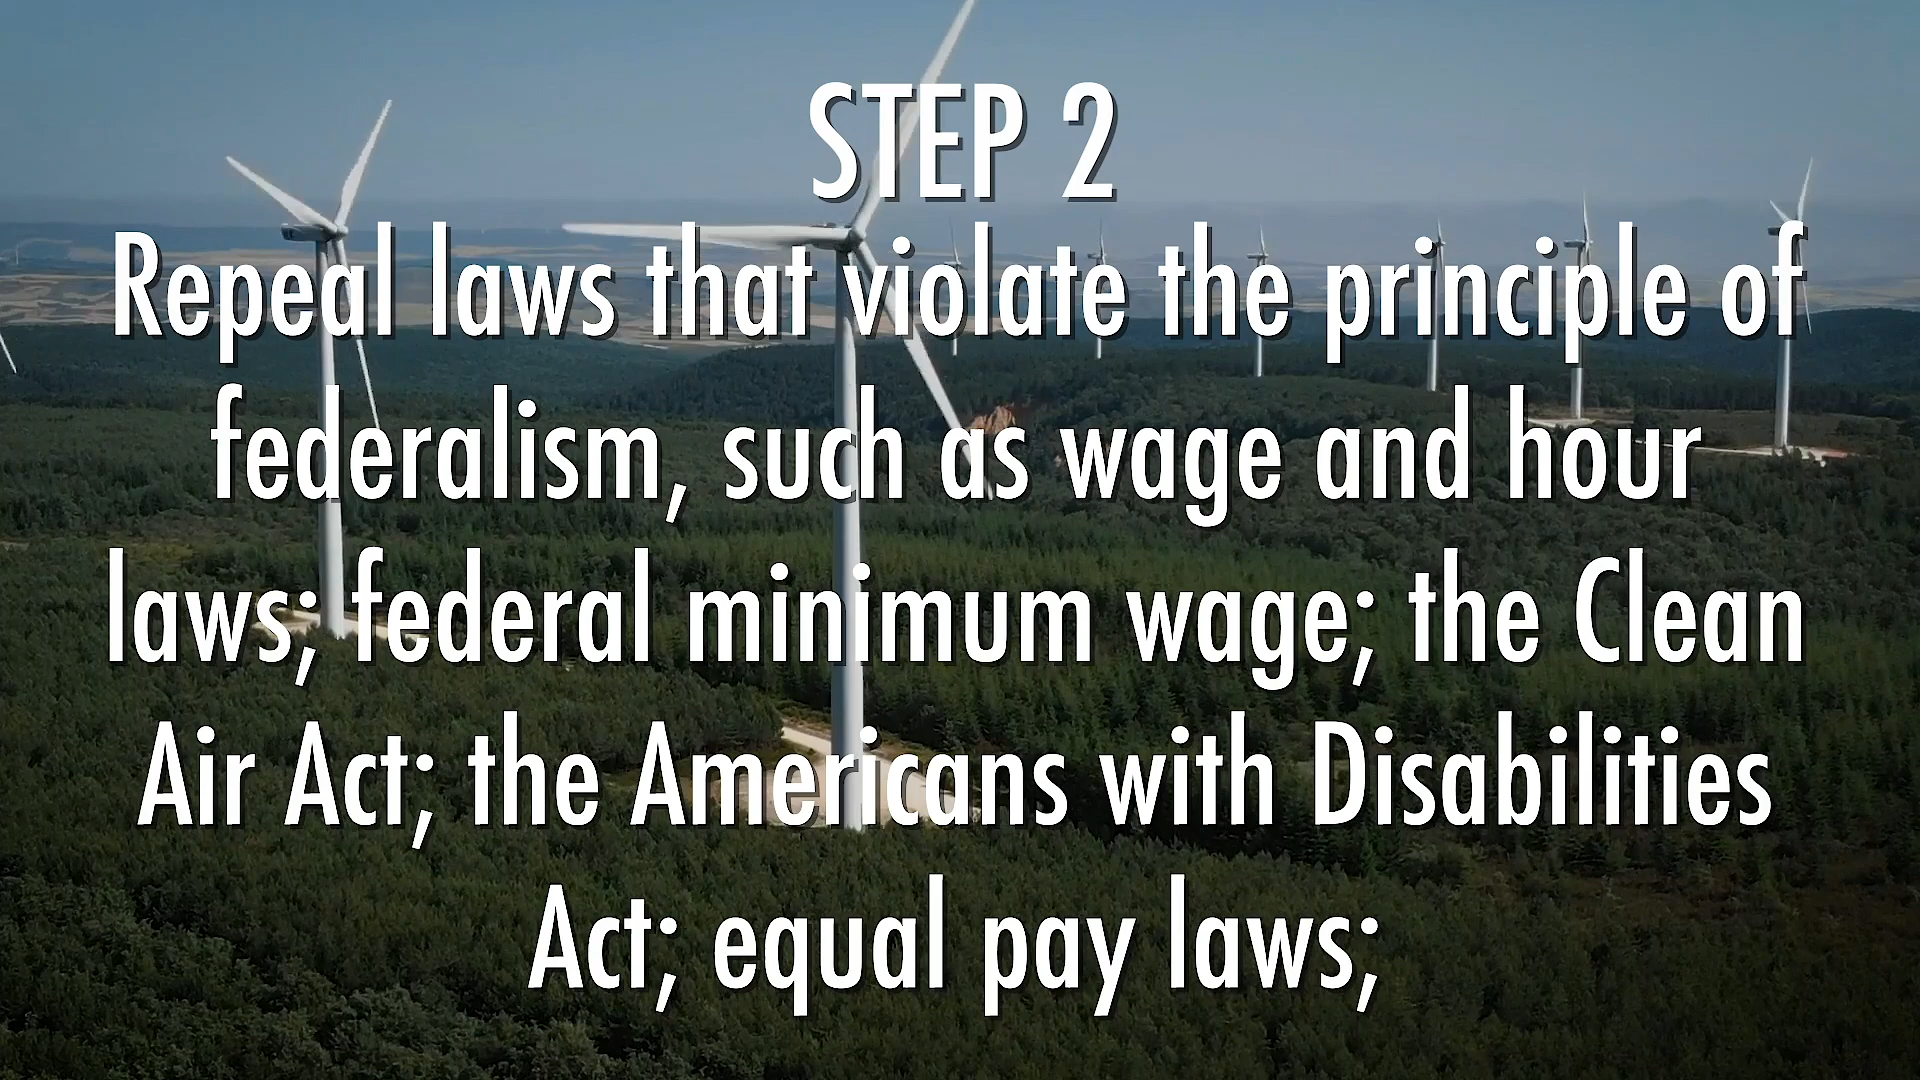 STEP 2
Repeal laws that violate the principle of
federalism, such as wage and hour
laws; federal minimum wage; the Clean
Air Act; the Americans with Disabilities
Act; equal pay laws;